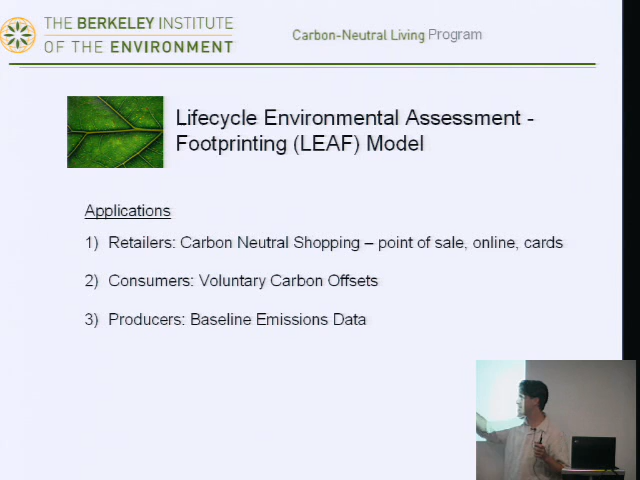 THE BERKELEY INSTITUTE
OF THE ENVIRONMENT
Carbon-Neutral Living Program
Lifecycle Environmental Assessment -
Footprinting (LEAF) Model
Applications
1) Retailers: Carbon Neutral Shopping – point of sale, online, cards
2) Consumers: Voluntary Carbon Offsets
3) Producers: Baseline Emissions Data